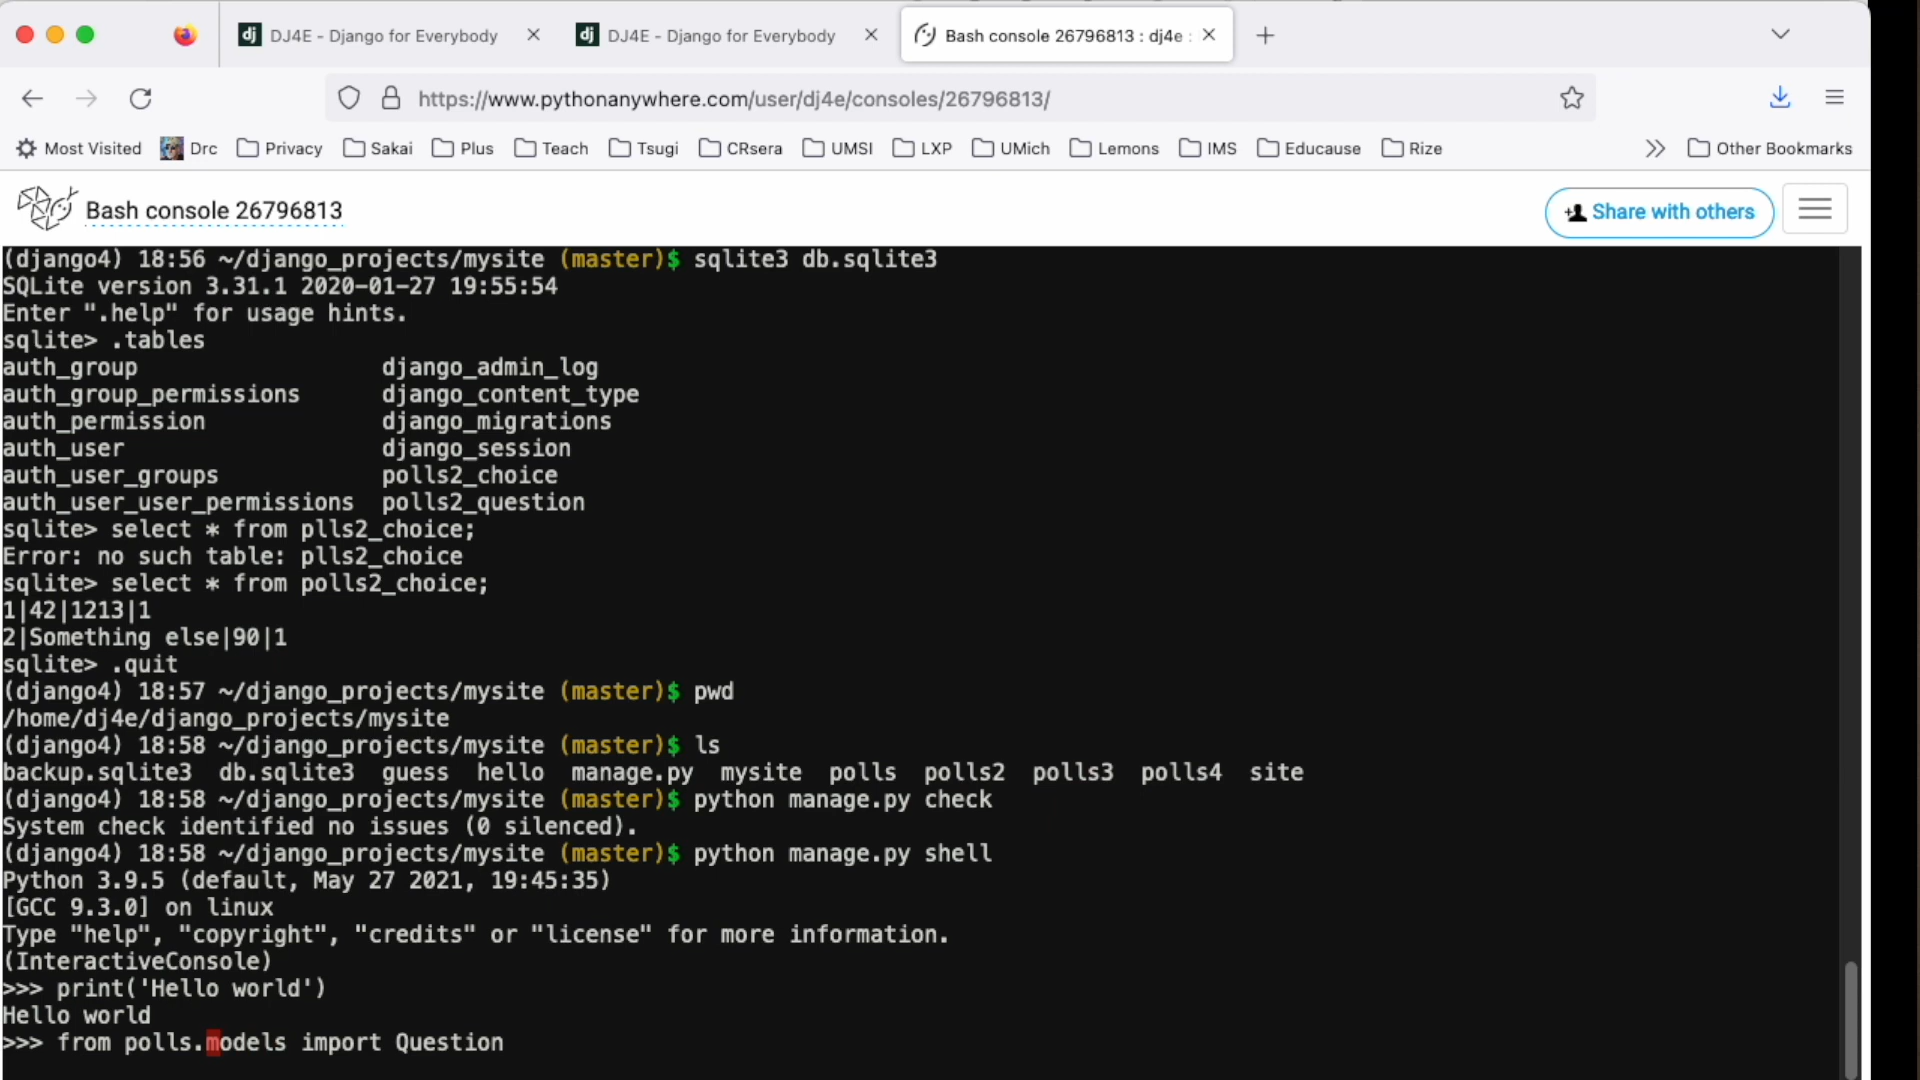 dj DJ4E - Django for Everybody
dj DJ4E - Django for Everybody
Bash console 26796813 : dj4e :
https://www.pythonanywhere.com/user/dj4e/consoles/26796813/
Most Visited Drc Privacy Sakai Plus Teach Tsugi CRsera UMSI LXP UMich Lemons IMS Educause Rize Other Bookmarks
Bash console 26796813
Share with others
(django4) 18:56 ~/django_projects/mysite (master)$ sqlite3 db.sqlite3
SQLite version 3.31.1 2020-01-27 19:55:54
Enter ".help" for usage hints.
sqlite> .tables
auth_group                  django_admin_log
auth_group_permissions      django_content_type
auth_permission             django_migrations
auth_user                   django_session
auth_user_groups            polls2_choice
auth_user_user_permissions  polls2_question
sqlite> select * from plls2_choice;
Error: no such table: plls2_choice
sqlite> select * from polls2_choice;
1|42|1213|1
2|Something else|90|1
sqlite> .quit
(django4) 18:57 ~/django_projects/mysite (master)$ pwd
/home/dj4e/django_projects/mysite
(django4) 18:58 ~/django_projects/mysite (master)$ ls
backup.sqlite3  db.sqlite3  guess  hello  manage.py  mysite  polls  polls2  polls3  polls4  site
(django4) 18:58 ~/django_projects/mysite (master)$ python manage.py check
System check identified no issues (0 silenced).
(django4) 18:58 ~/django_projects/mysite (master)$ python manage.py shell
Python 3.9.5 (default, May 27 2021, 19:45:35)
[GCC 9.3.0] on linux
Type "help", "copyright", "credits" or "license" for more information.
(InteractiveConsole)
>>> print('Hello world')
Hello world
>>> from polls.models import Question